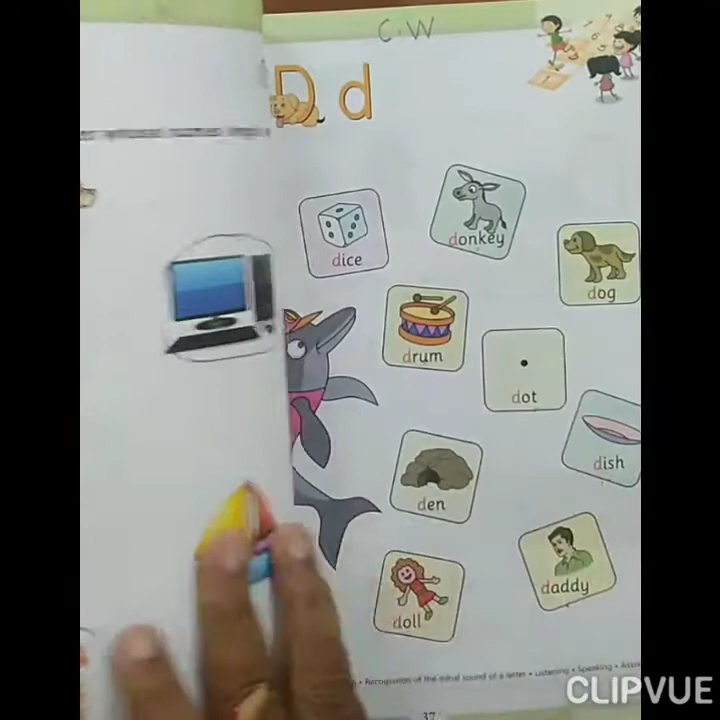 C.W
D d
dice
donkey
dog
drum
dot
dish
den
doll
daddy
• Recognition of the initial sound of a letter • Listening • Speaking •
37
CLIPVUE